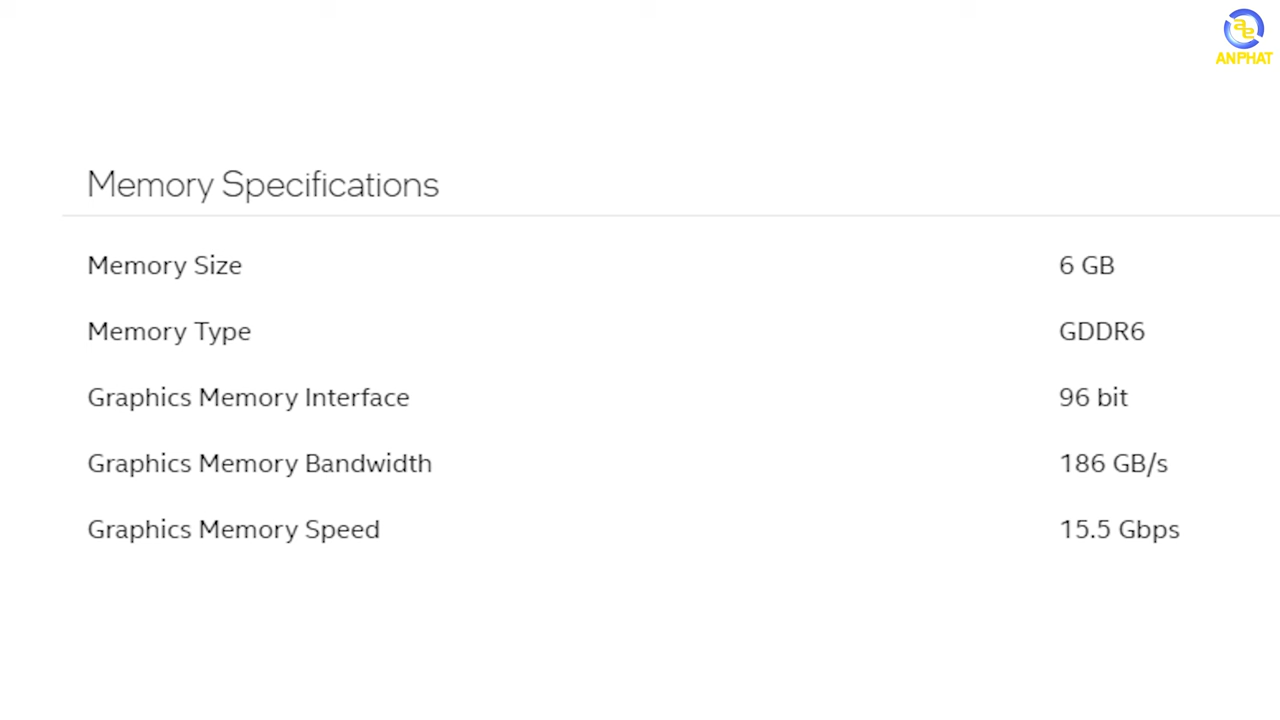 ae
ANPHAT
Memory Specifications
Memory Size 6 GB
Memory Type GDDR6
Graphics Memory Interface 96 bit
Graphics Memory Bandwidth 186 GB/s
Graphics Memory Speed 15.5 Gbps